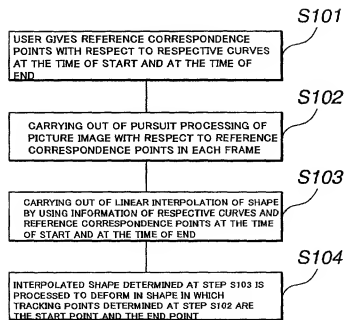 S101
USER GIVES REFERENCE CORRESPONDENCE
POINTS WITH RESPECT TO RESPECTIVE CURVES
AT THE TIME OF START AND AT THE TIME OF
END
S102
CARRYING OUT OF PURSUIT PROCESSING OF
PICTURE IMAGE WITH RESPECT TO REFERENCE
CORRESPONDENCE POINTS IN EACH FRAME
S103
CARRYING OUT OF LINEAR INTERPOLATION OF SHAPE
BY USING INFORMATION OF RESPECTIVE CURVES AND
REFERENCE CORRESPONDENCE POINTS AT THE TIME
OF START AND AT THE TIME OF END
S104
INTERPOLATED SHAPE DETERMINED AT STEP S103 IS
PROCESSED TO DEFORM IN SHAPE IN WHICH
TRACKING POINTS DETERMINED AT STEP S102 ARE
THE START POINT AND THE END POINT